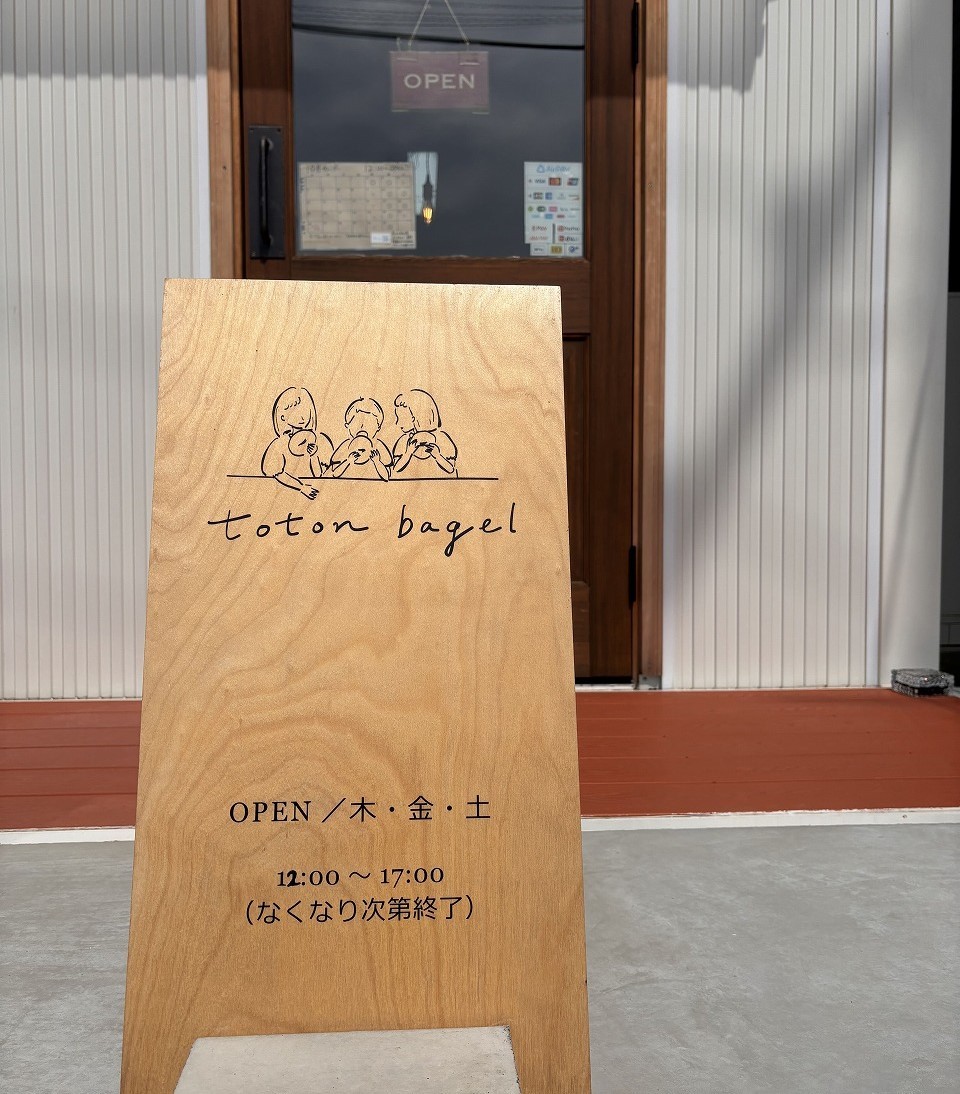 OPEN
toton bagel
OPEN／木・金・土
12:00 〜 17:00
(なくなり次第終了)